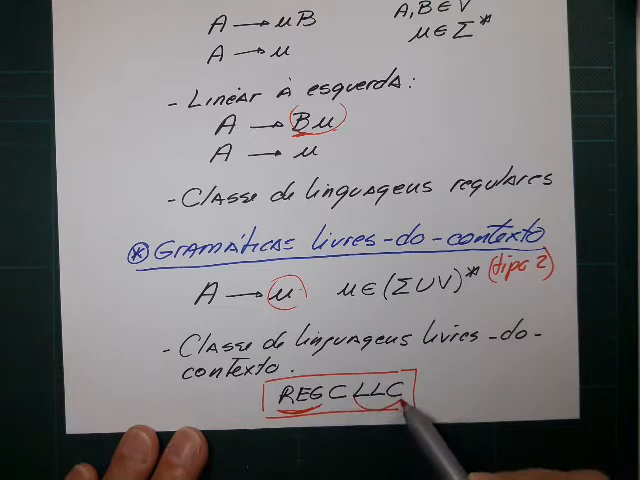 A → uB
A, B ∈ V
A → u
u ∈ Σ*
- Linear à esquerda:
A → Bu
A → u
- Classe de linguagens regulares
* Gramáticas livres-do-contexto
(tipo 2)
A → u u ∈ (Σ ∪ V)*
- Classe de linguagens livres-do-
contexto.
REG ⊂ LLC